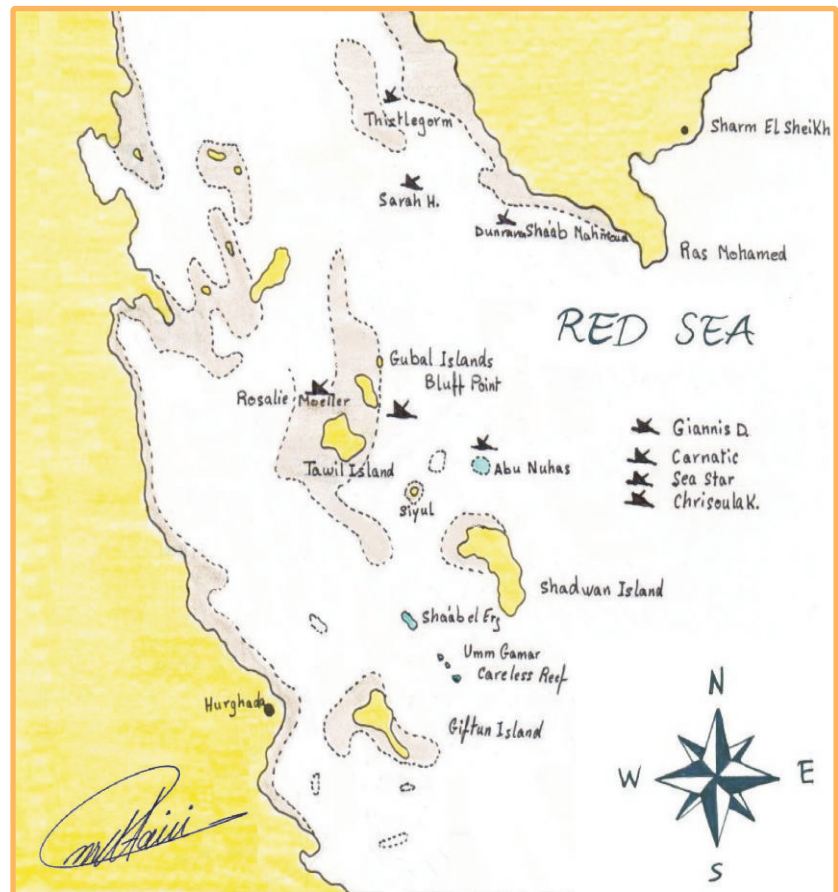 Thistlegorm
Sharm El Sheikh
Sarah H.
Dunraven Shaab Mahmoud
Ras Mohamed
RED SEA
Gubal Islands
Bluff Point
Rosalie Moeller
Giannis D.
Carnatic
Sea Star
Chrisoula K.
Tawil Island
Abu Nuhas
Siyul
Shadwan Island
Shaab el Erg
Umm Gamar
Careless Reef
Hurghada
Giftun Island
N
W
E
S